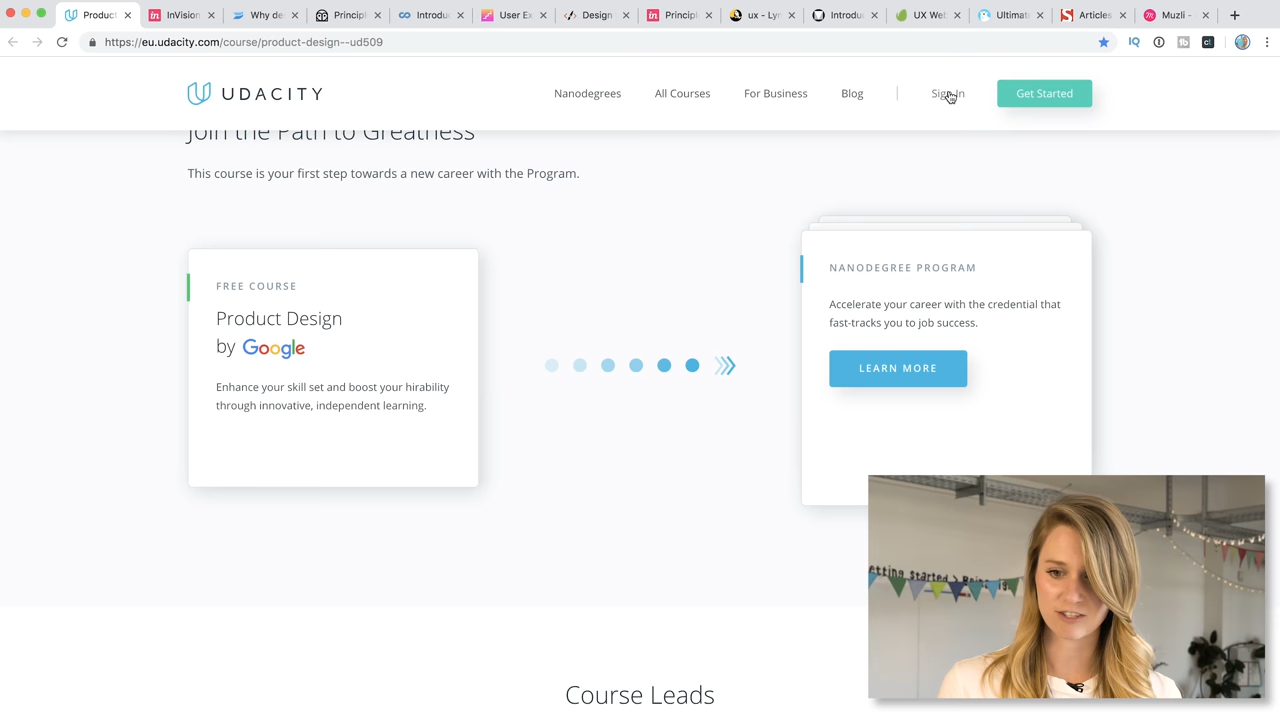 Product
InVision
Why de
Principl
Introdu
User Ex
Design
Principl
ux – Lyn
Introduc
UX Web
Ultimate
Articles
Muzli -
https://eu.udacity.com/course/product-design--ud509
UDACITY
Nanodegrees
All Courses
For Business
Blog
Sign In
Get Started
Join the Path to Greatness
This course is your first step towards a new career with the Program.
FREE COURSE
Product Design
by Google
Enhance your skill set and boost your hirability
through innovative, independent learning.
NANODEGREE PROGRAM
Accelerate your career with the credential that
fast-tracks you to job success.
LEARN MORE
Course Leads